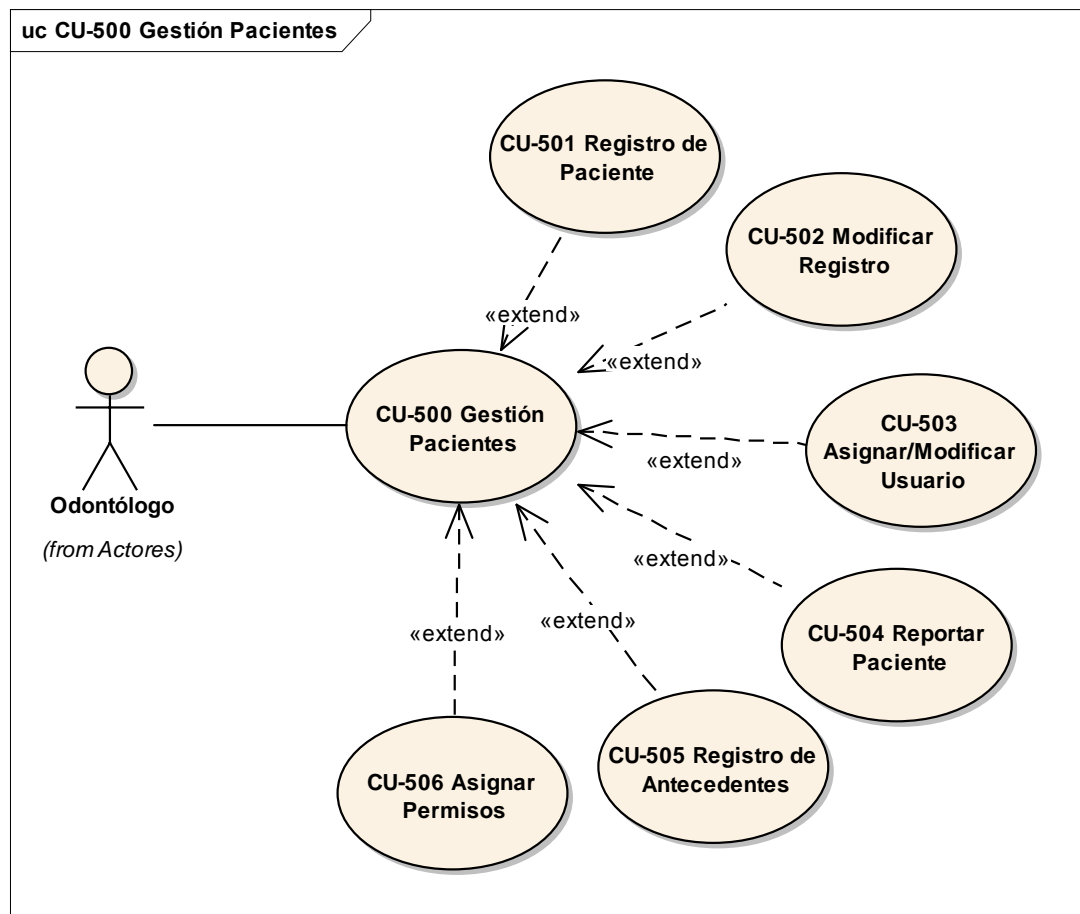 uc CU-500 Gestión Pacientes
CU-501 Registro de
Paciente
CU-502 Modificar
Registro
«extend»
«extend»
CU-500 Gestión
Pacientes
CU-503
Asignar/Modificar
Usuario
«extend»
Odontólogo
(from Actores)
«extend»
CU-504 Reportar
Paciente
«extend»
«extend»
CU-505 Registro de
Antecedentes
CU-506 Asignar
Permisos